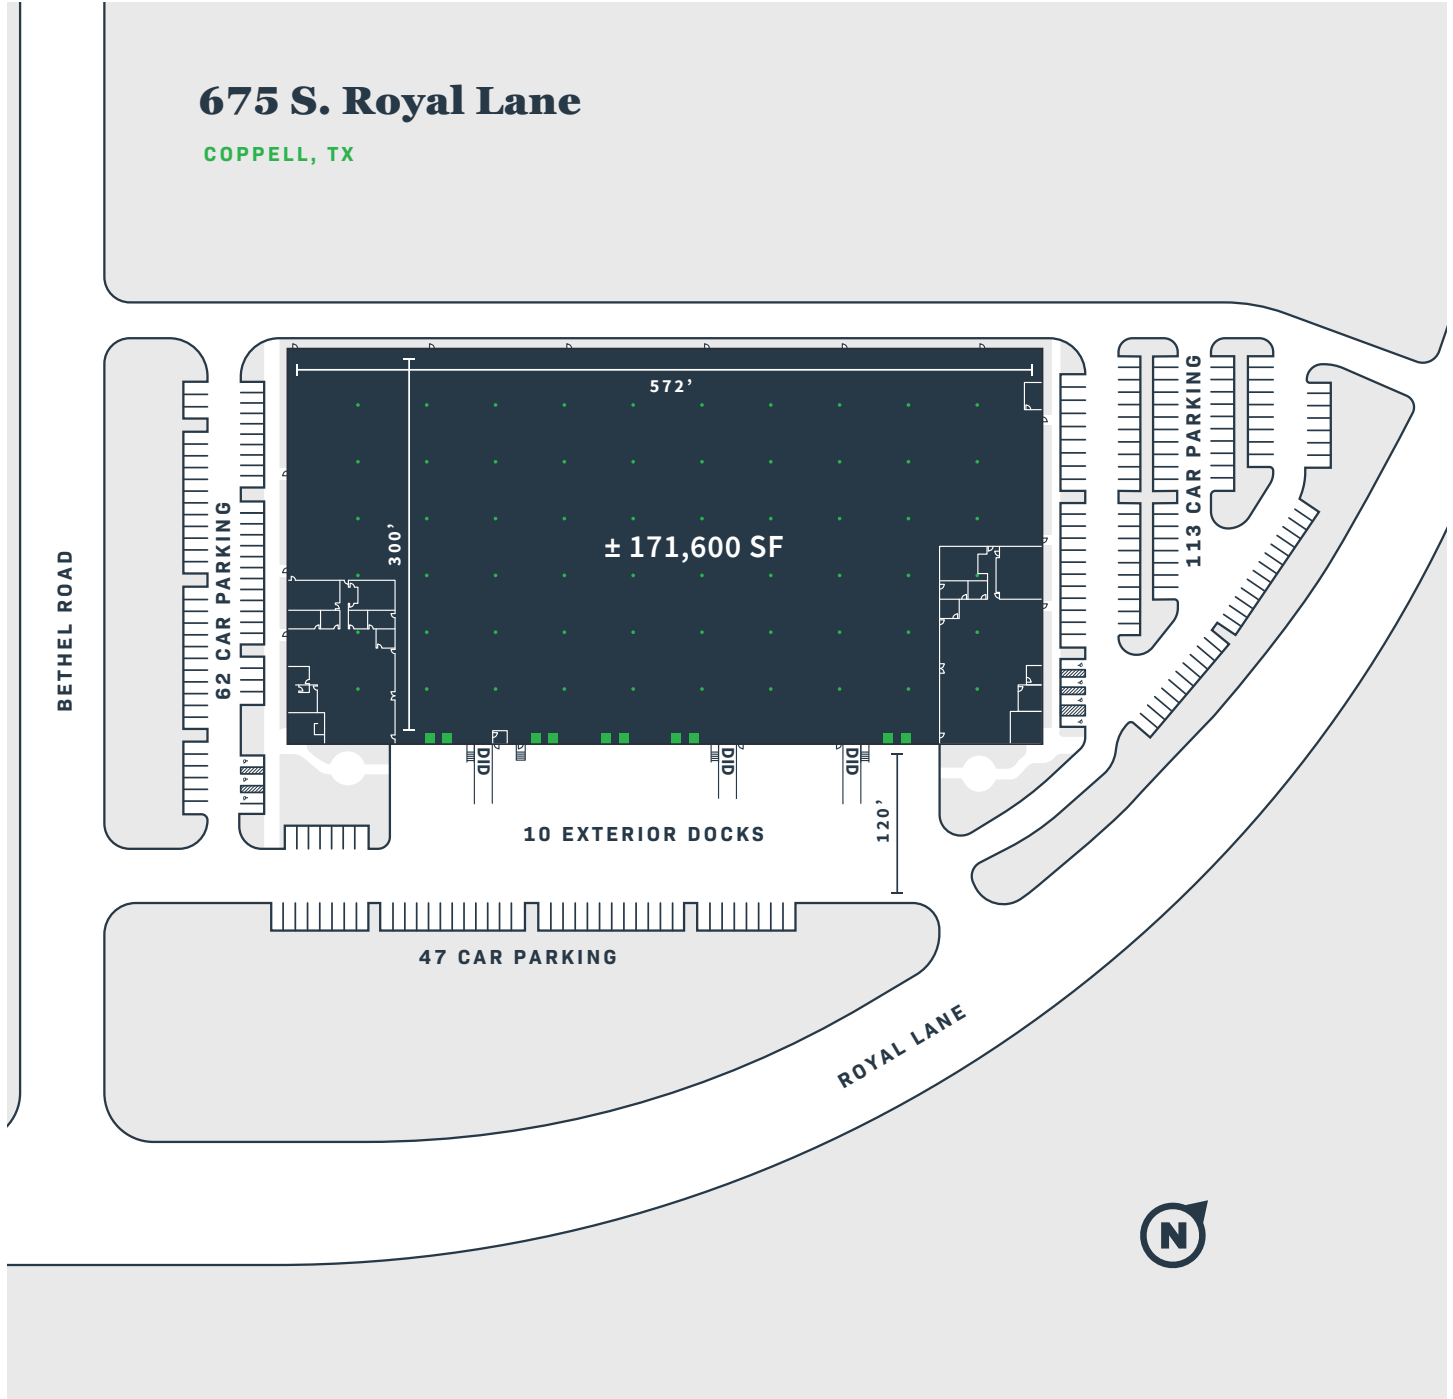 675 S. Royal Lane
COPPELL, TX
572’
300’
± 171,600 SF
BETHEL ROAD
62 CAR PARKING
113 CAR PARKING
DID
DID
DID
10 EXTERIOR DOCKS
120’
47 CAR PARKING
ROYAL LANE
N